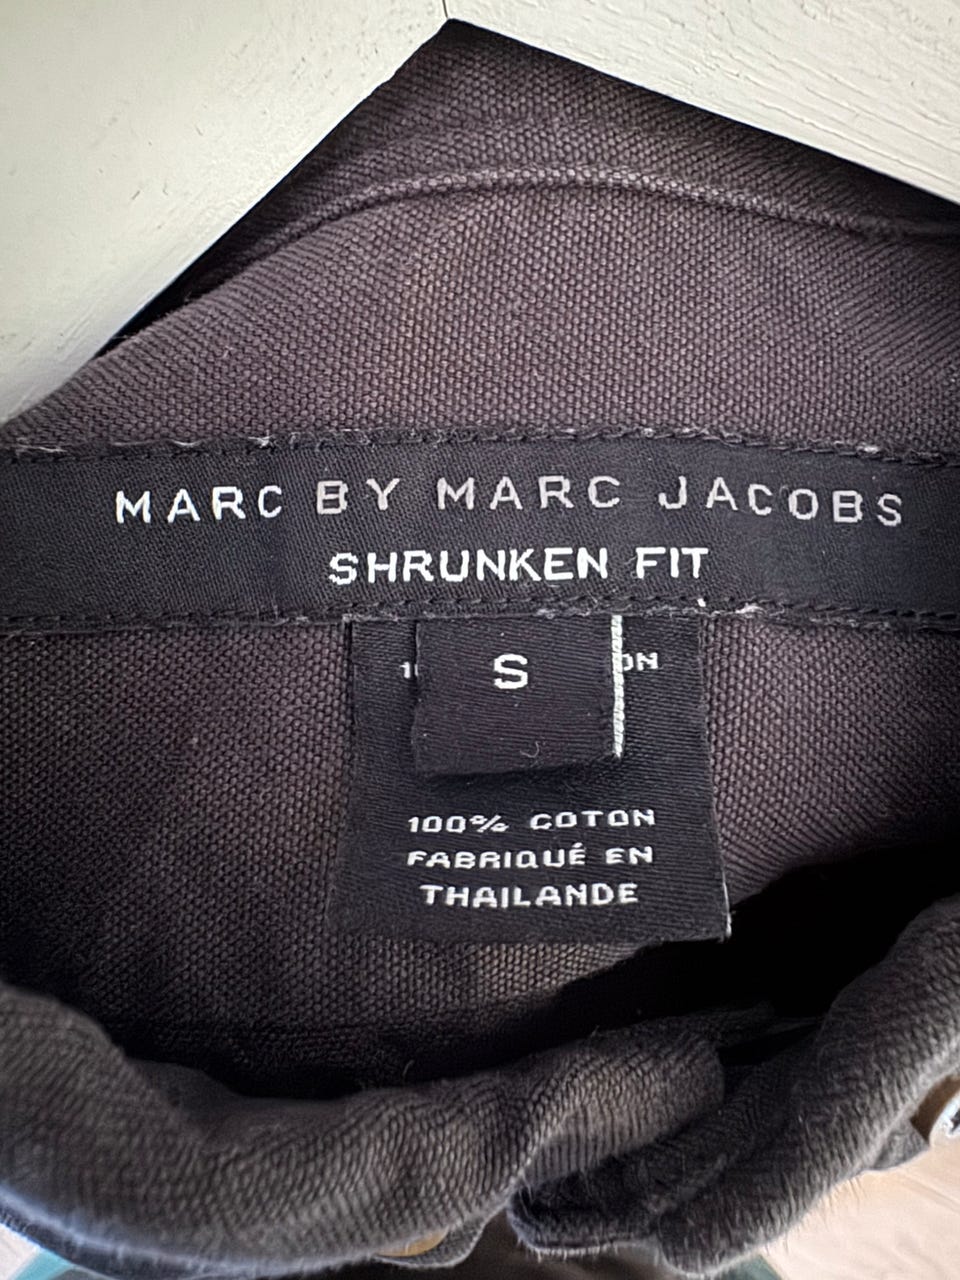 MARC BY MARC JACOBS
SHRUNKEN FIT
S
100% COTON
FABRIQUÉ EN
THAILANDE